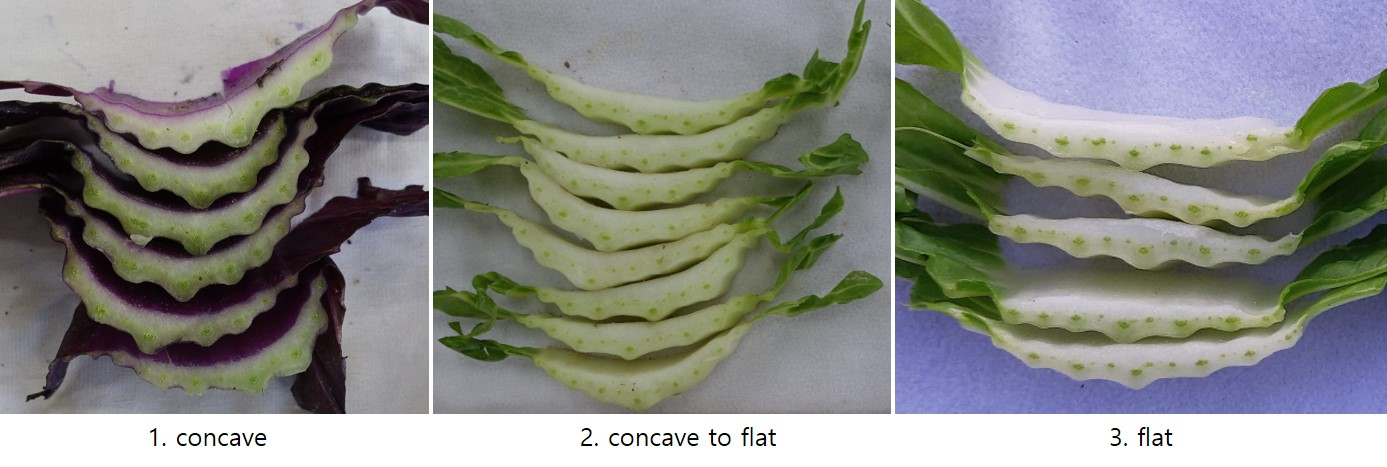 1. concave
2. concave to flat
3. flat